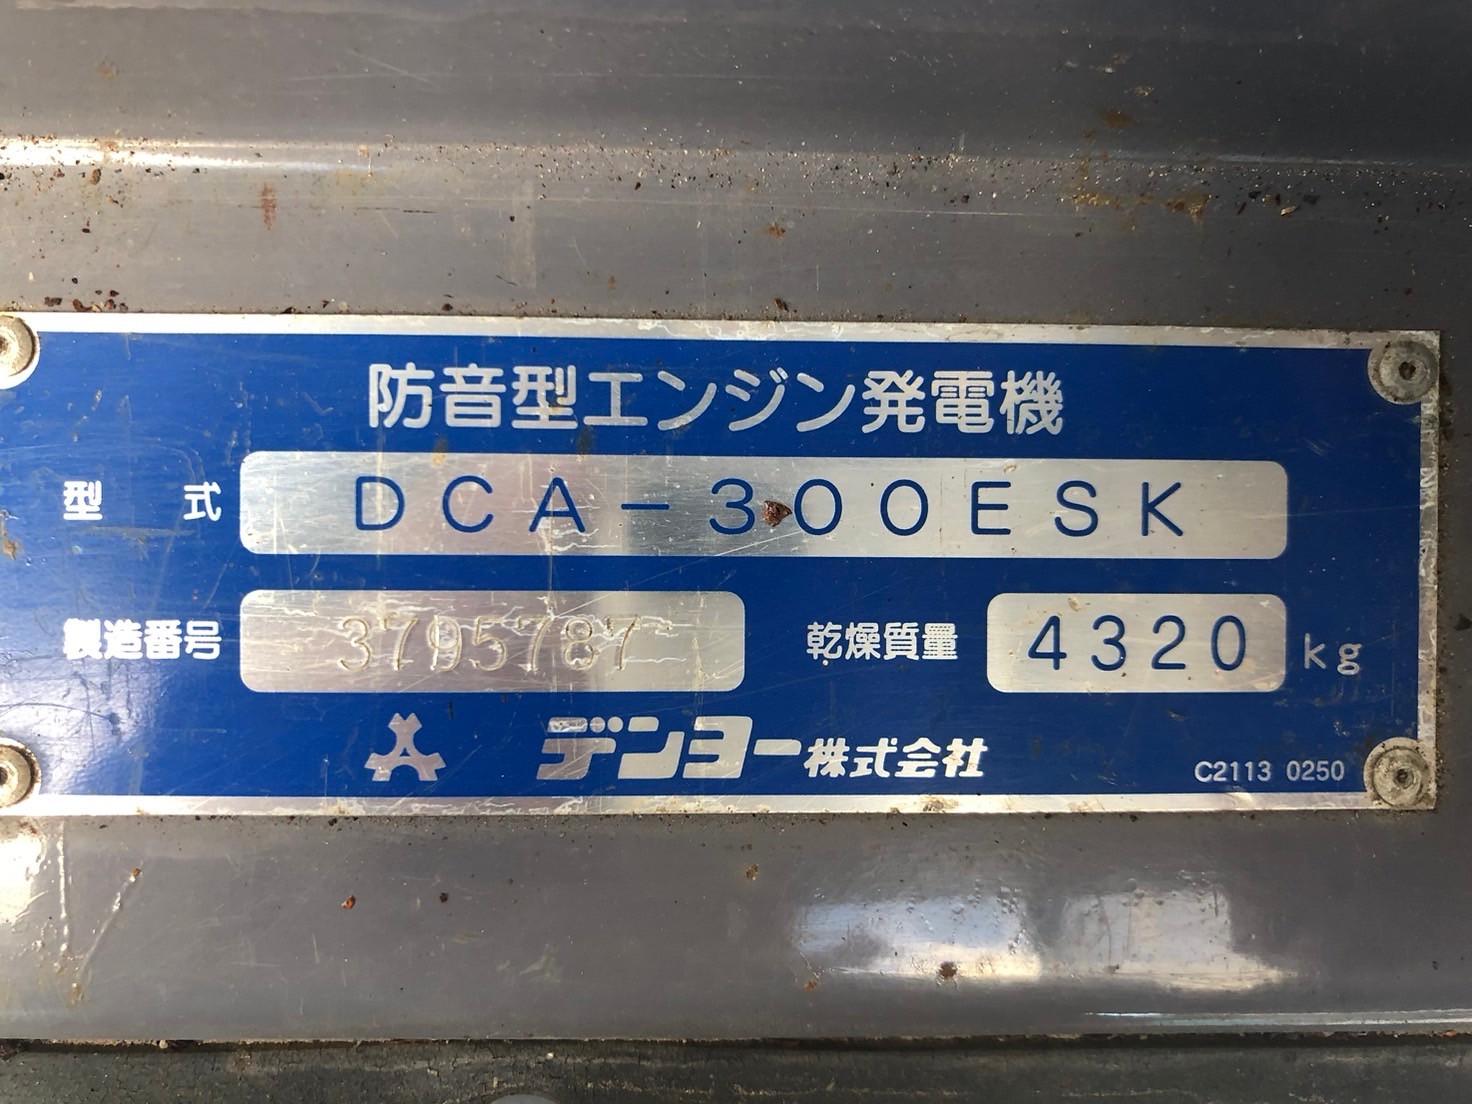 防音型エンジン発電機
型 式 DCA-300ESK
製造番号 3795787 乾燥質量 4320 kg
デンヨー株式会社 C2113 0250